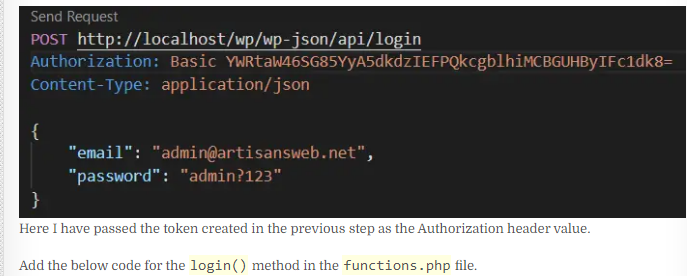 Send Request
POST http://localhost/wp/wp-json/api/login
Authorization: Basic YWRtaW46SG85YyA5dkdzIEFPQkcgblhiMCBGUHByIFc1dk8=
Content-Type: application/json
{
"email": "admin@artisansweb.net",
"password": "admin?123"
}
Here I have passed the token created in the previous step as the Authorization header value.
Add the below code for the login() method in the functions.php file.